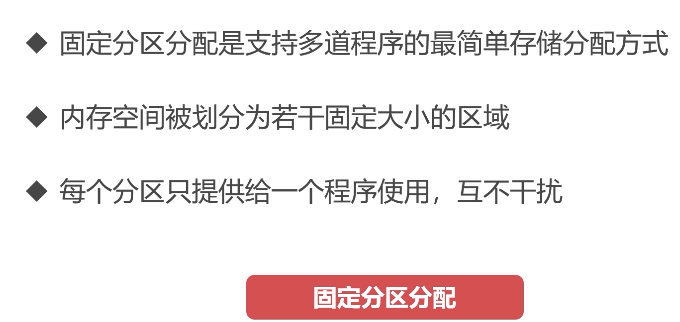 ◆ 固定分区分配是支持多道程序的最简单存储分配方式
◆ 内存空间被划分为若干固定大小的区域
◆ 每个分区只提供给一个程序使用，互不干扰
固定分区分配